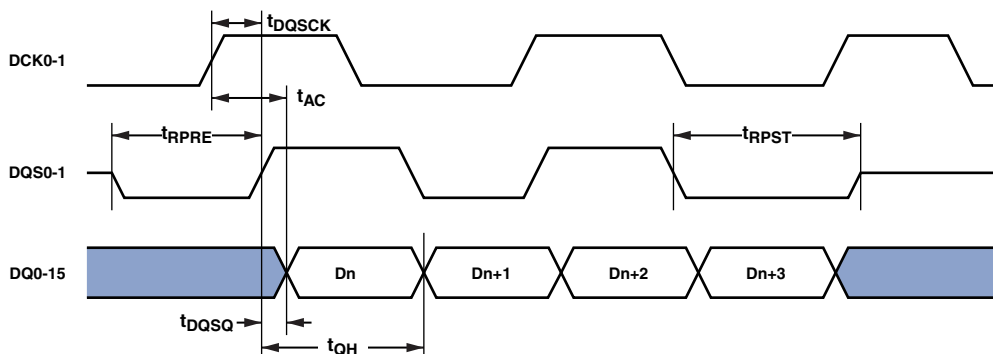 tDQSCK
DCK0-1
tAC
tRPRE
tRPST
DQS0-1
DQ0-15
Dn
Dn+1
Dn+2
Dn+3
tDQSQ
tQH